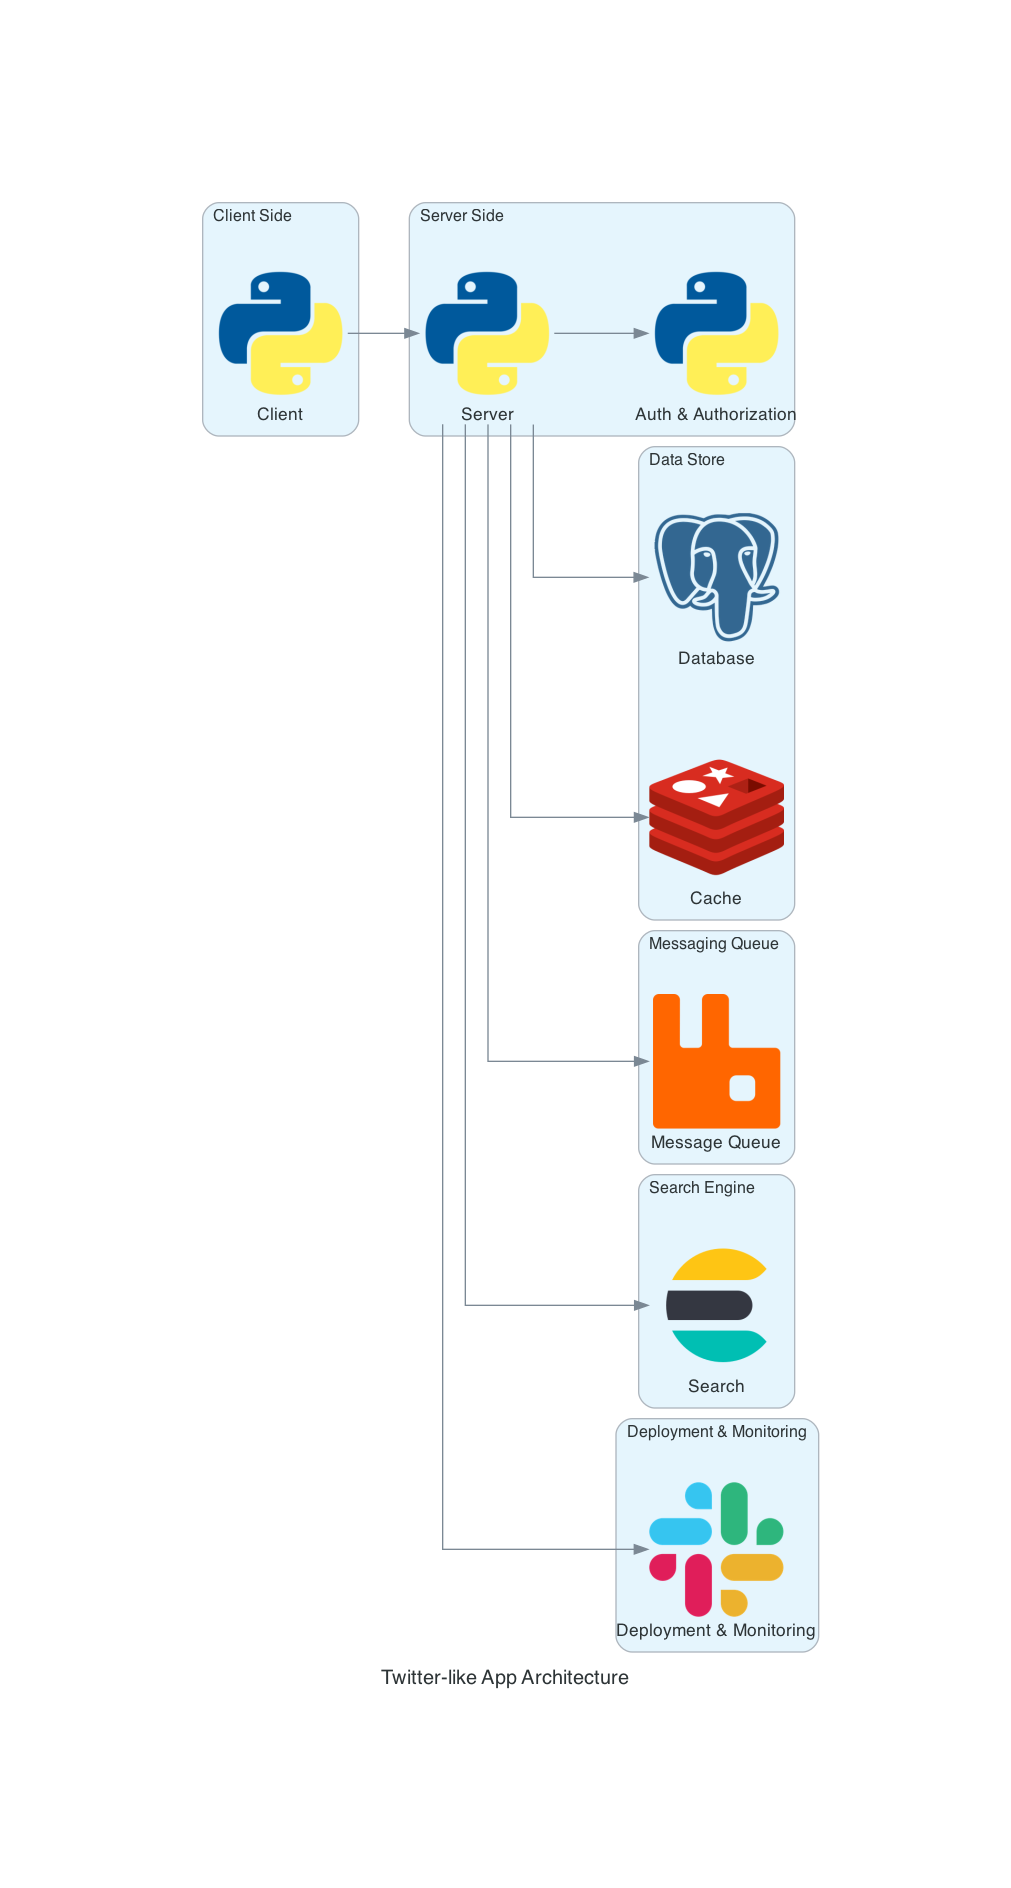 Client Side
Server Side
Client
Server
Auth & Authorization
Data Store
Database
Cache
Messaging Queue
Message Queue
Search Engine
Search
Deployment & Monitoring
Deployment & Monitoring
Twitter-like App Architecture